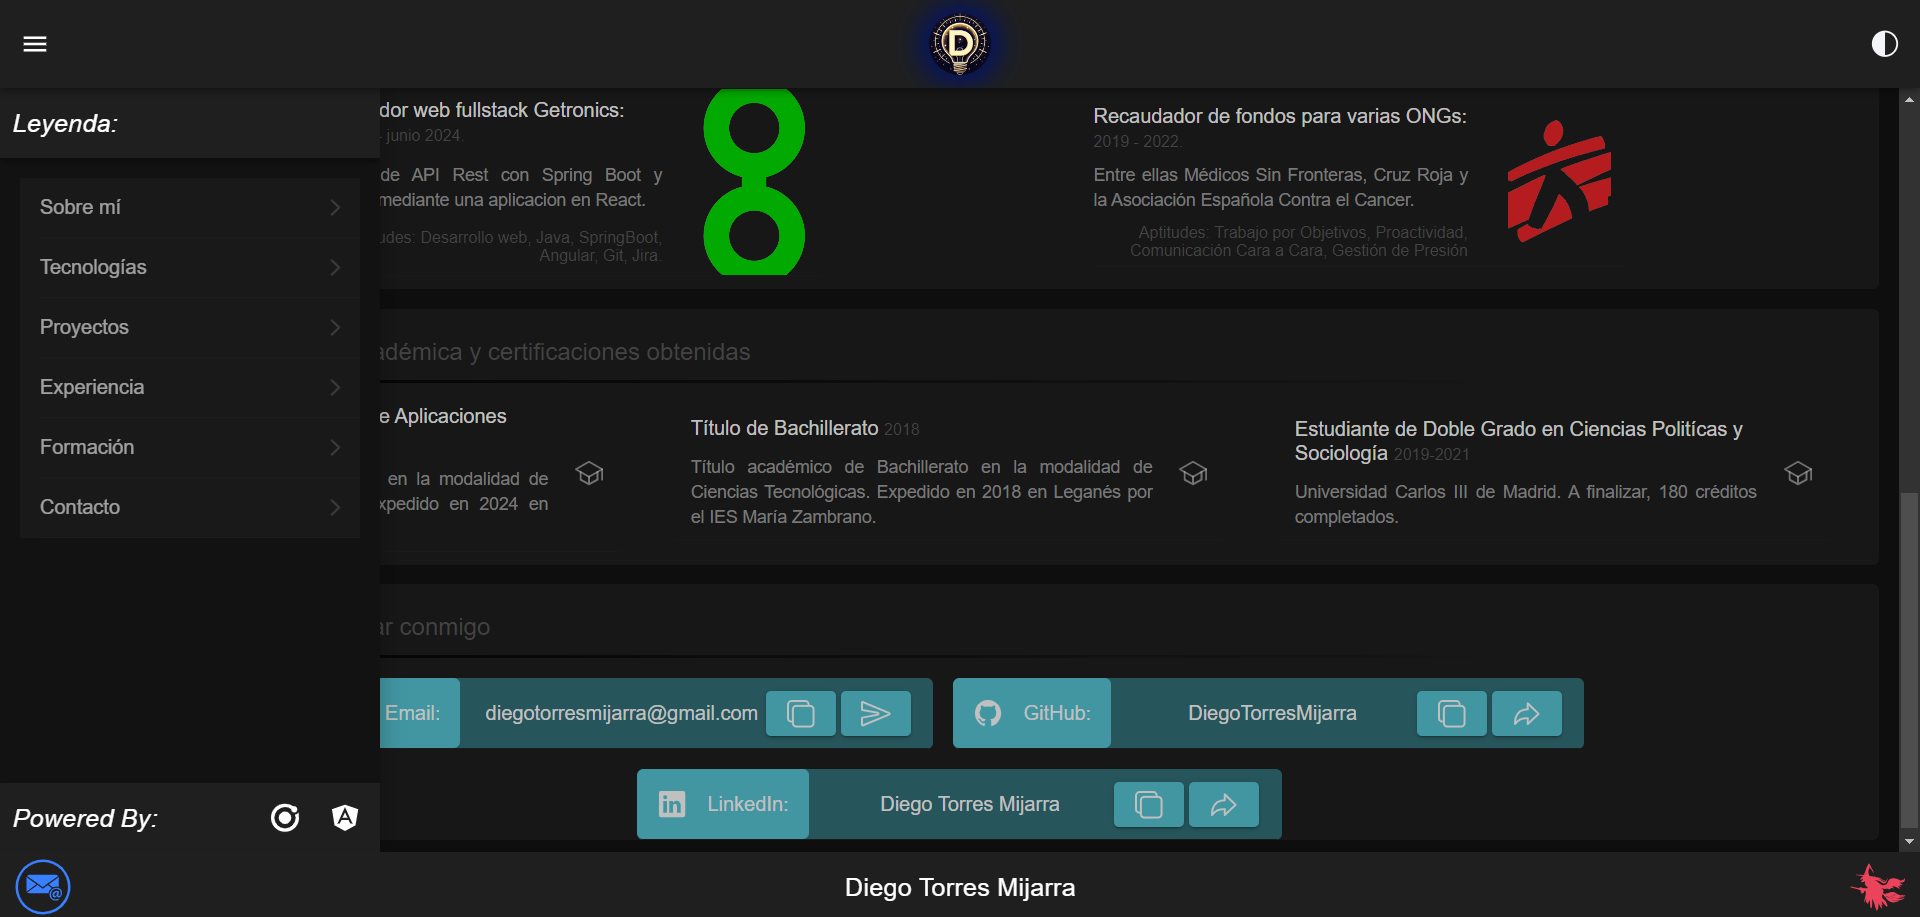 D
Leyenda:
Sobre mí
Tecnologías
Proyectos
Experiencia
Formación
Contacto
Powered By:
dor web fullstack Getronics:
junio 2024.
de API Rest con Spring Boot y
mediante una aplicacion en React.
udes: Desarrollo web, Java, SpringBoot,
Angular, Git, Jira.
Recaudador de fondos para varias ONGs:
2019 - 2022.
Entre ellas Médicos Sin Fronteras, Cruz Roja y
la Asociación Española Contra el Cancer.
Aptitudes: Trabajo por Objetivos, Proactividad,
Comunicación Cara a Cara, Gestión de Presión
adémica y certificaciones obtenidas
e Aplicaciones
en la modalidad de
xpedido en 2024 en
Título de Bachillerato 2018
Título académico de Bachillerato en la modalidad de
Ciencias Tecnológicas. Expedido en 2018 en Leganés por
el IES María Zambrano.
Estudiante de Doble Grado en Ciencias Politícas y
Sociología 2019-2021
Universidad Carlos III de Madrid. A finalizar, 180 créditos
completados.
ar conmigo
Email:
diegotorresmijarra@gmail.com
GitHub:
DiegoTorresMijarra
LinkedIn:
Diego Torres Mijarra
Diego Torres Mijarra